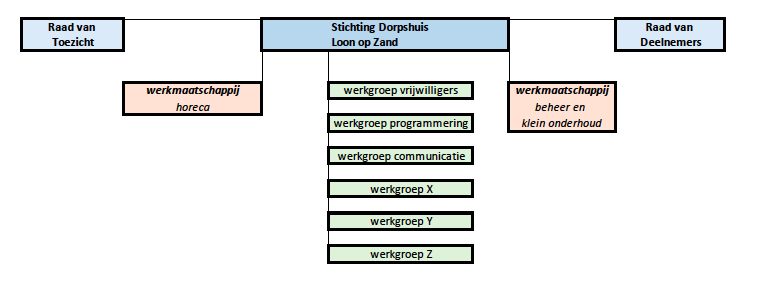 Raad van
Toezicht
Stichting Dorpshuis
Loon op Zand
Raad van
Deelnemers
werkmaatschappij
horeca
werkgroep vrijwilligers
werkgroep programmering
werkgroep communicatie
werkgroep X
werkgroep Y
werkgroep Z
werkmaatschappij
beheer en
klein onderhoud